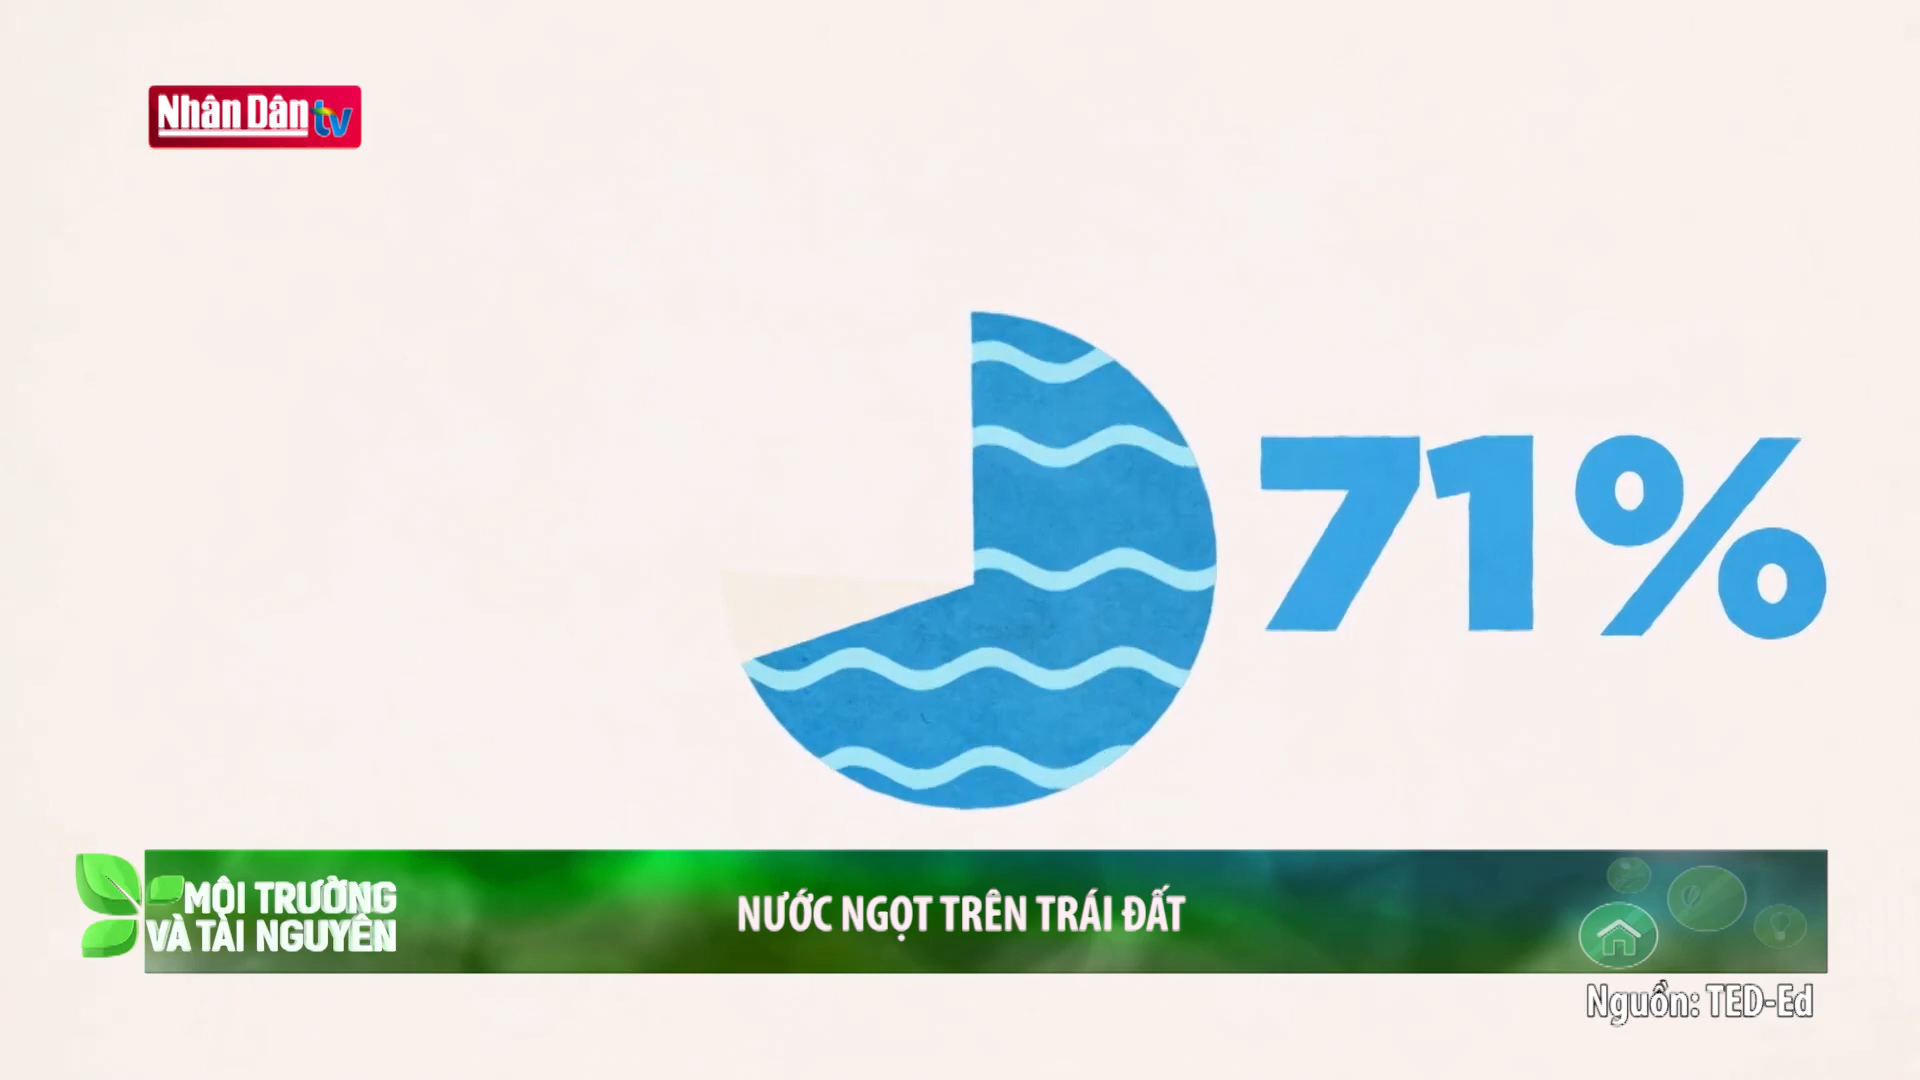 Nhân Dân tv
71%
MÔI TRƯỜNG
VÀ TÀI NGUYÊN
NƯỚC NGỌT TRÊN TRÁI ĐẤT
Nguồn: TED-Ed